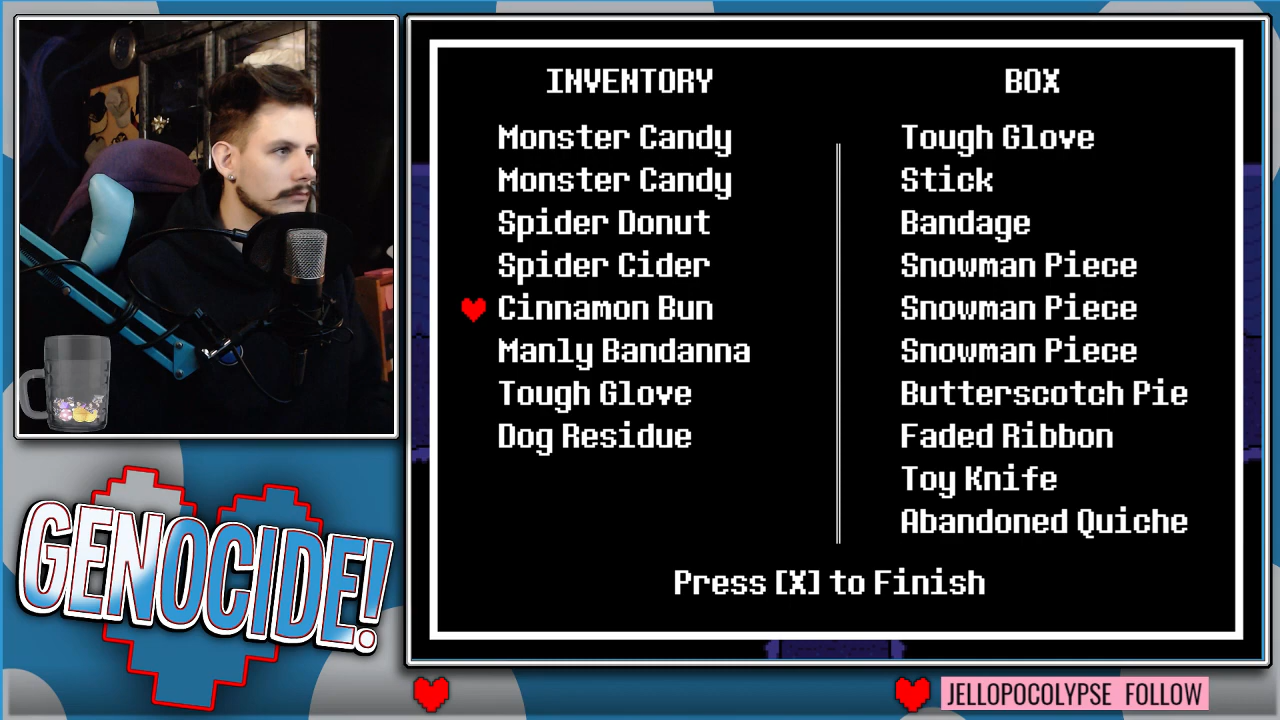 INVENTORY
Monster Candy
Monster Candy
Spider Donut
Spider Cider
Cinnamon Bun
Manly Bandanna
Tough Glove
Dog Residue
BOX
Tough Glove
Stick
Bandage
Snowman Piece
Snowman Piece
Snowman Piece
Butterscotch Pie
Faded Ribbon
Toy Knife
Abandoned Quiche
Press [X] to Finish
GENOCIDE!
JELLOPOCOLYPSE FOLLOW